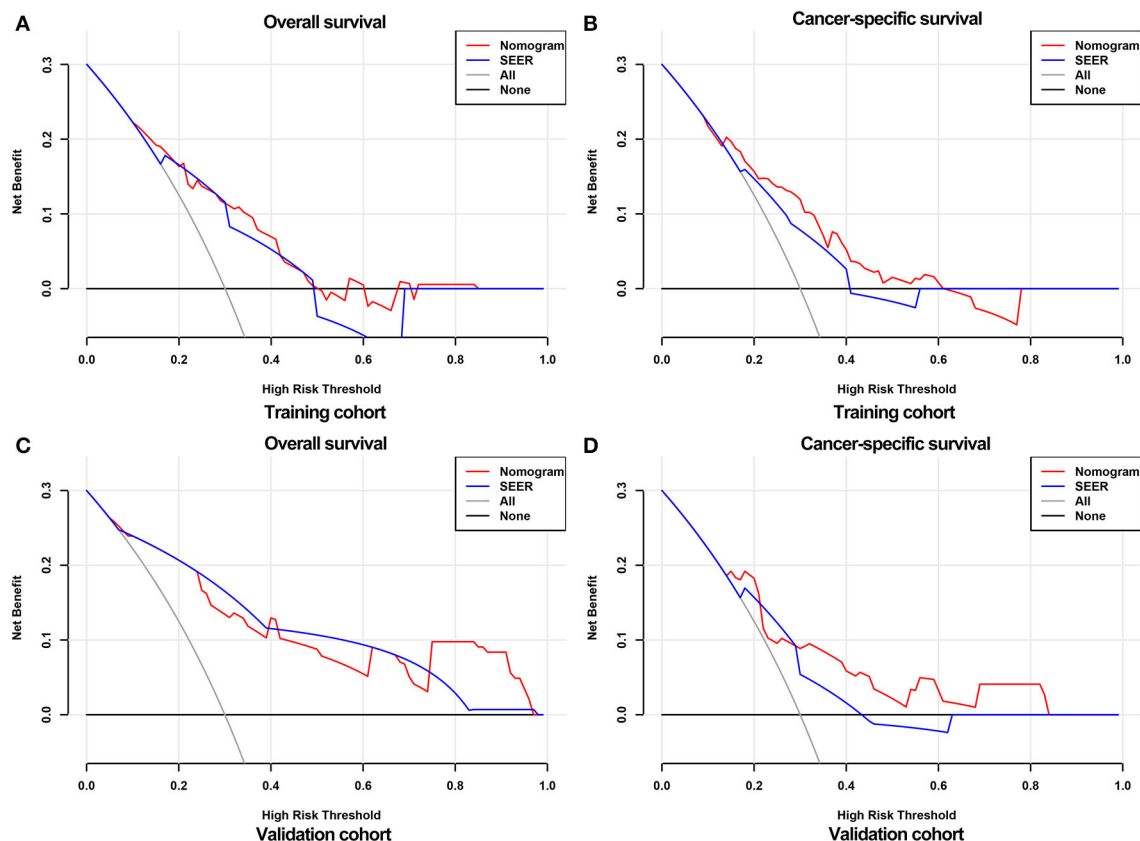 A
Overall survival
Nomogram
SEER
All
None
Net Benefit
0.3
0.2
0.1
0.0
0.0 0.2 0.4 0.6 0.8 1.0
High Risk Threshold
Training cohort
B
Cancer-specific survival
Nomogram
SEER
All
None
Net Benefit
0.3
0.2
0.1
0.0
0.0 0.2 0.4 0.6 0.8 1.0
High Risk Threshold
Training cohort
C
Overall survival
Nomogram
SEER
All
None
Net Benefit
0.3
0.2
0.1
0.0
0.0 0.2 0.4 0.6 0.8 1.0
High Risk Threshold
Validation cohort
D
Cancer-specific survival
Nomogram
SEER
All
None
Net Benefit
0.3
0.2
0.1
0.0
0.0 0.2 0.4 0.6 0.8 1.0
High Risk Threshold
Validation cohort